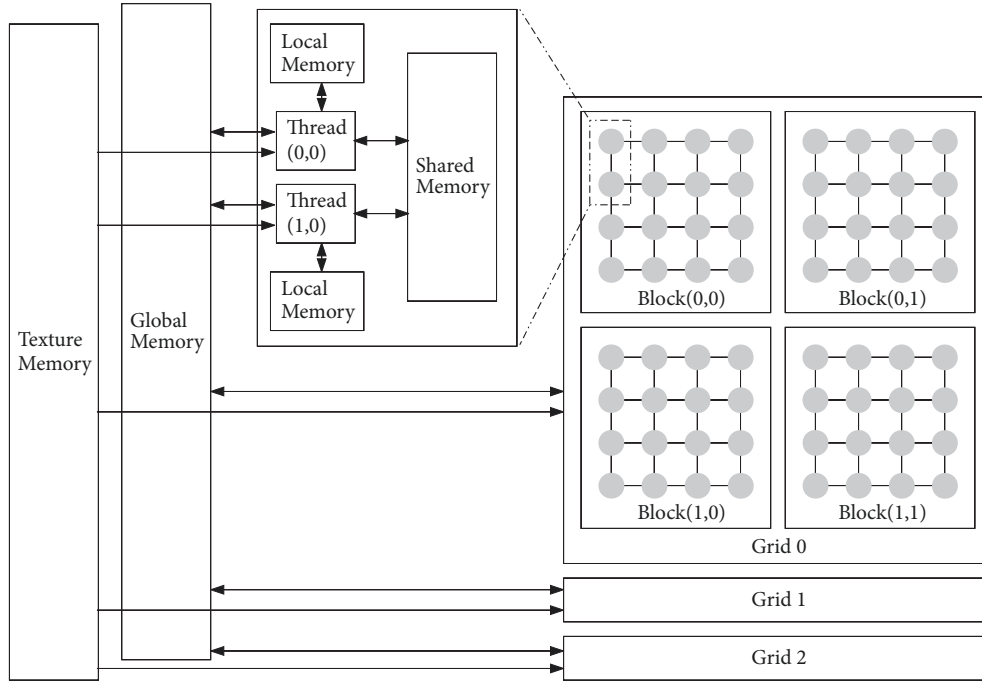 Texture
Memory
Global
Memory
Local
Memory
Thread
(0,0)
Thread
(1,0)
Local
Memory
Shared
Memory
Block(0,0)
Block(0,1)
Block(1,0)
Block(1,1)
Grid 0
Grid 1
Grid 2